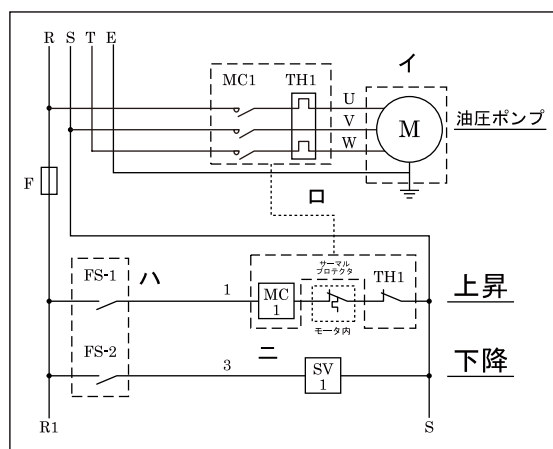 R S T E
イ
MC1 TH1
U
V
W
M
油圧ポンプ
F
ロ
FS-1
ハ
1
MC
1
サーマル
プロテクタ
モータ内
TH1
上昇
ニ
FS-2
3
SV
1
下降
R1
S